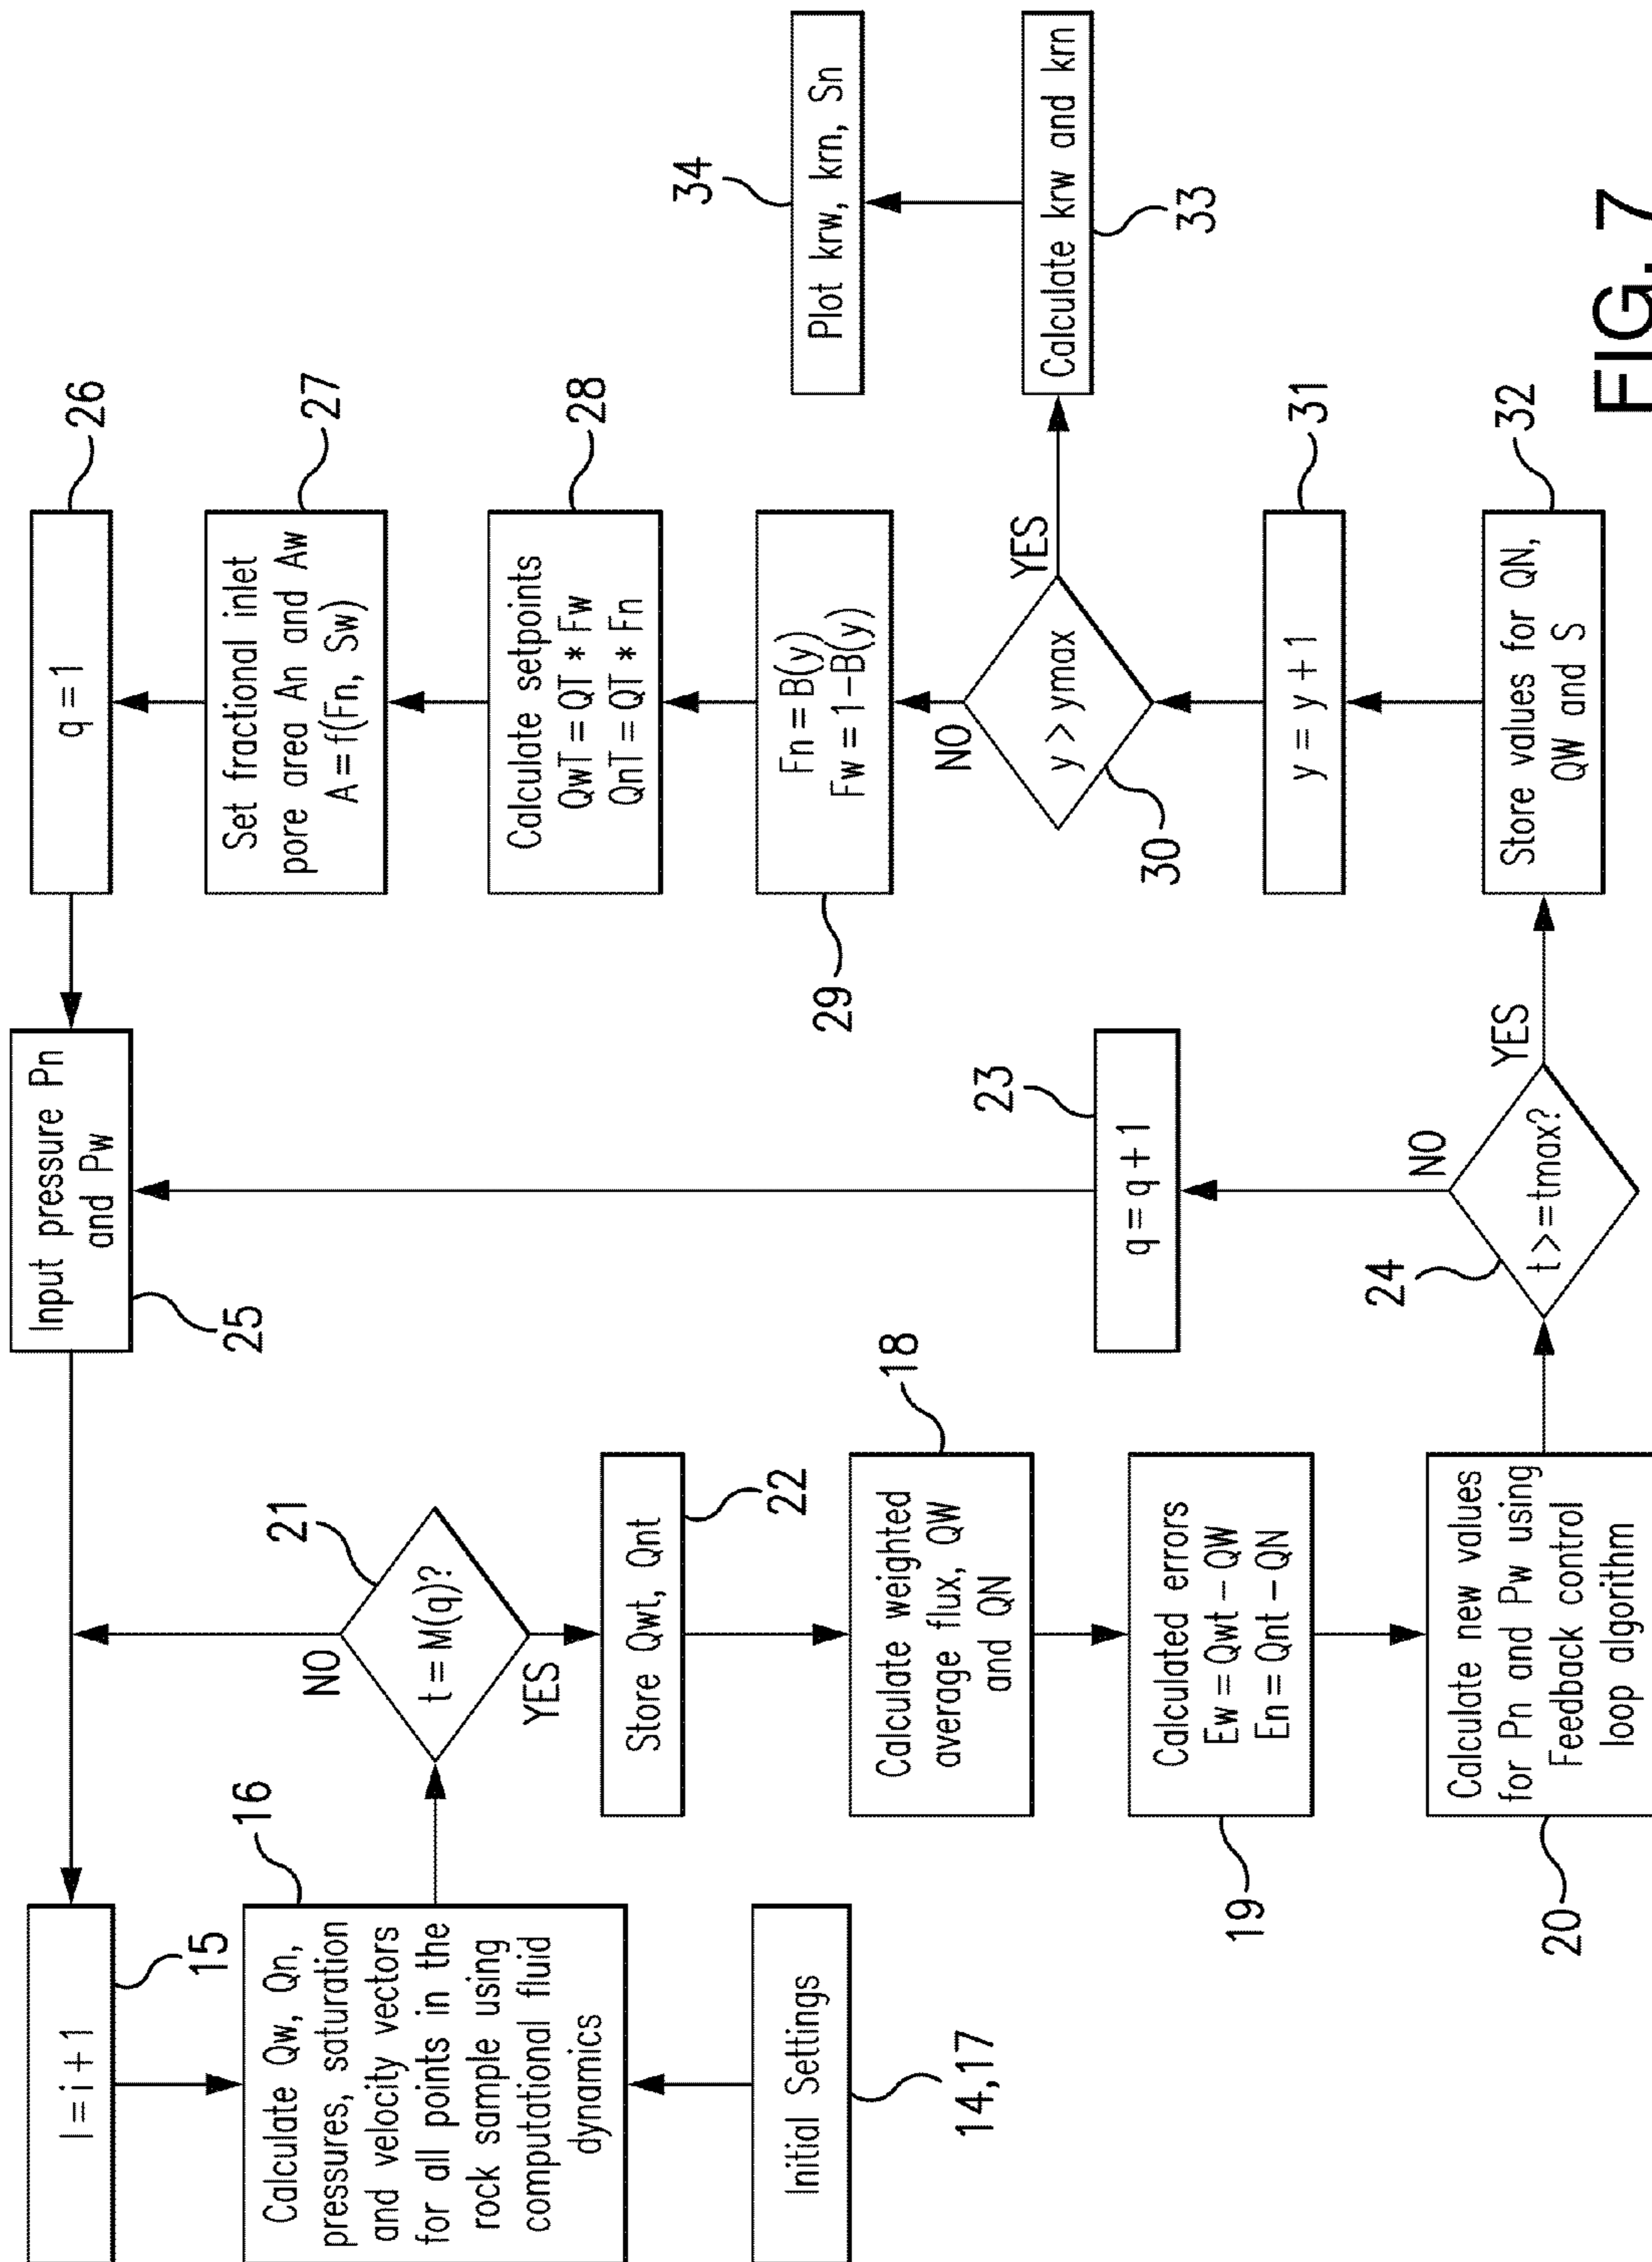 I = i + 1
15
Calculate Qw, Qn,
pressures, saturation
and velocity vectors
for all points in the
rock sample using
computational fluid
dynamics
16
Initial Settings
14,17
t = M(q)?
21
NO
YES
Store Qwt, Qnt
22
Calculate weighted
average flux, QW
and QN
18
Calculated errors
Ew = Qwt – QW
En = Qnt – QN
19
Calculate new values
for Pn and Pw using
Feedback control
loop algorithm
20
Input pressure Pn
and Pw
25
q = q + 1
23
t >= tmax?
24
NO
YES
q = 1
26
Set fractional inlet
pore area An and Aw
A = f(Fn, Sw)
27
Calculate setpoints
QwT = QT * Fw
QnT = QT * Fn
28
Fn = B(y)
Fw = 1 – B(y)
29
y > ymax
30
NO
YES
y = y + 1
31
Store values for QN,
QW and S
32
Plot krw, krn, Sn
34
Calculate krw and krn
33
FIG. 7